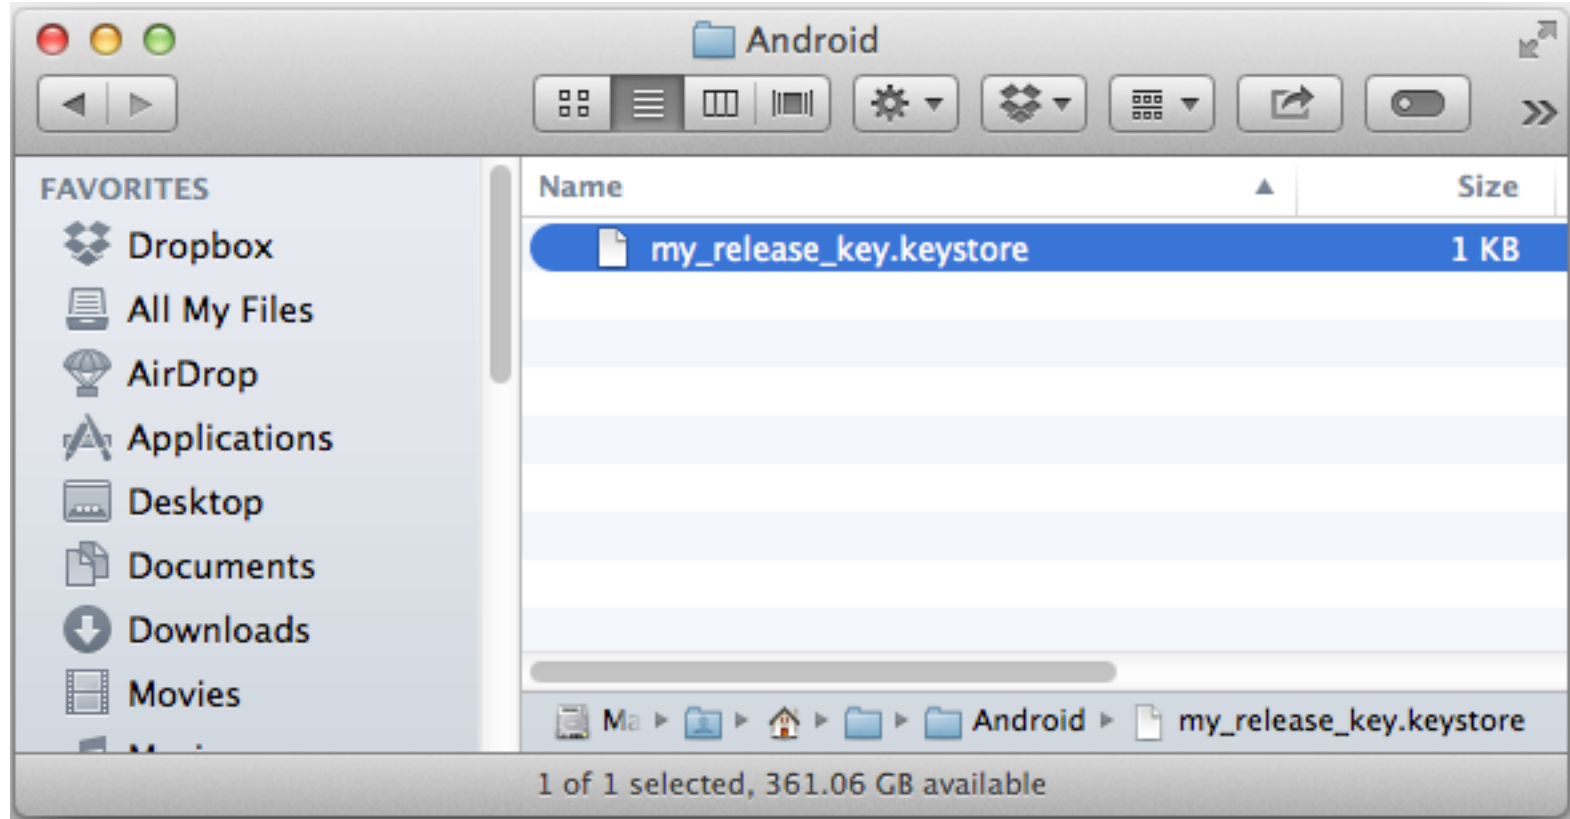 Android
FAVORITES
Dropbox
All My Files
AirDrop
Applications
Desktop
Documents
Downloads
Movies
Name Size
my_release_key.keystore 1 KB
Ma Android my_release_key.keystore
1 of 1 selected, 361.06 GB available